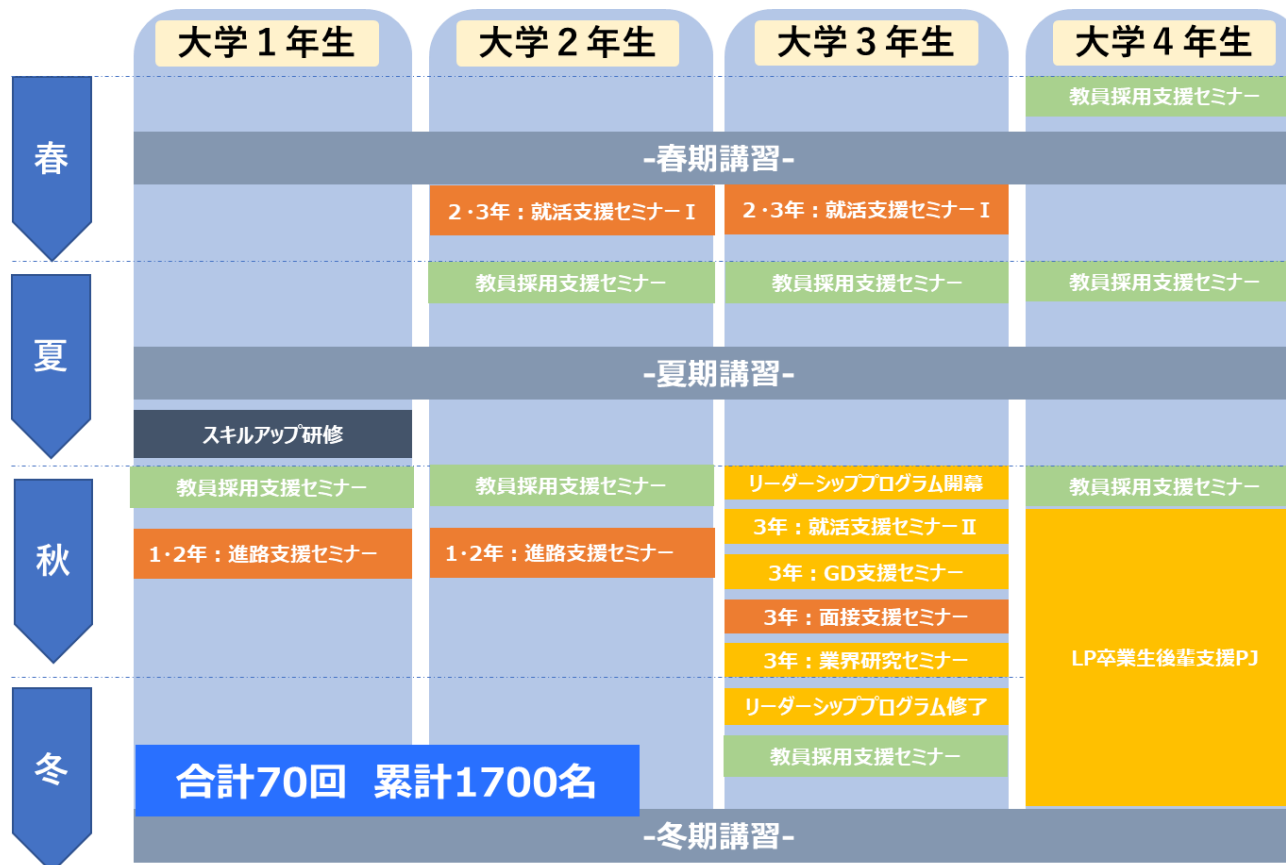 大学１年生
大学２年生
大学３年生
大学４年生
春
教員採用支援セミナー
-春期講習-
2・3年：就活支援セミナーⅠ
2・3年：就活支援セミナーⅠ
夏
教員採用支援セミナー
教員採用支援セミナー
教員採用支援セミナー
-夏期講習-
スキルアップ研修
秋
教員採用支援セミナー
教員採用支援セミナー
リーダーシッププログラム開幕
教員採用支援セミナー
3年：就活支援セミナーⅡ
1・2年：進路支援セミナー
1・2年：進路支援セミナー
3年：GD支援セミナー
3年：面接支援セミナー
3年：業界研究セミナー
LP卒業生後輩支援PJ
冬
リーダーシッププログラム修了
教員採用支援セミナー
合計70回 累計1700名
-冬期講習-